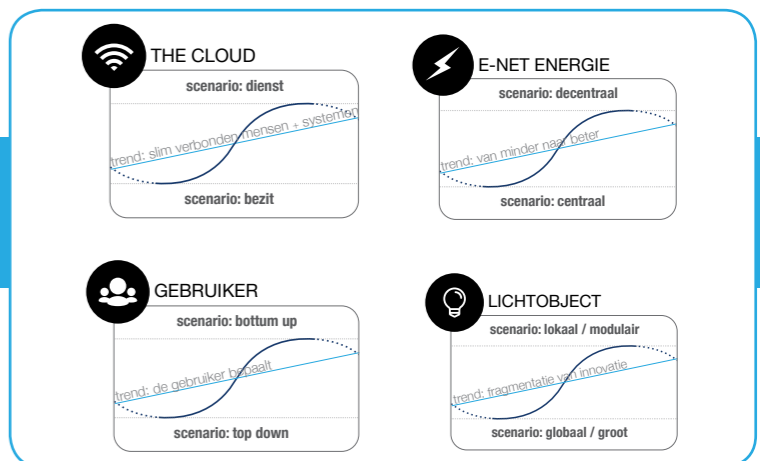 THE CLOUD
scenario: dienst
trend: slim verbonden mensen + systemen
scenario: bezit
E-NET ENERGIE
scenario: decentraal
trend: van minder naar beter
scenario: centraal
GEBRUIKER
scenario: bottum up
trend: de gebruiker bepaalt
scenario: top down
LICHTOBJECT
scenario: lokaal / modulair
trend: fragmentatie van innovatie
scenario: globaal / groot